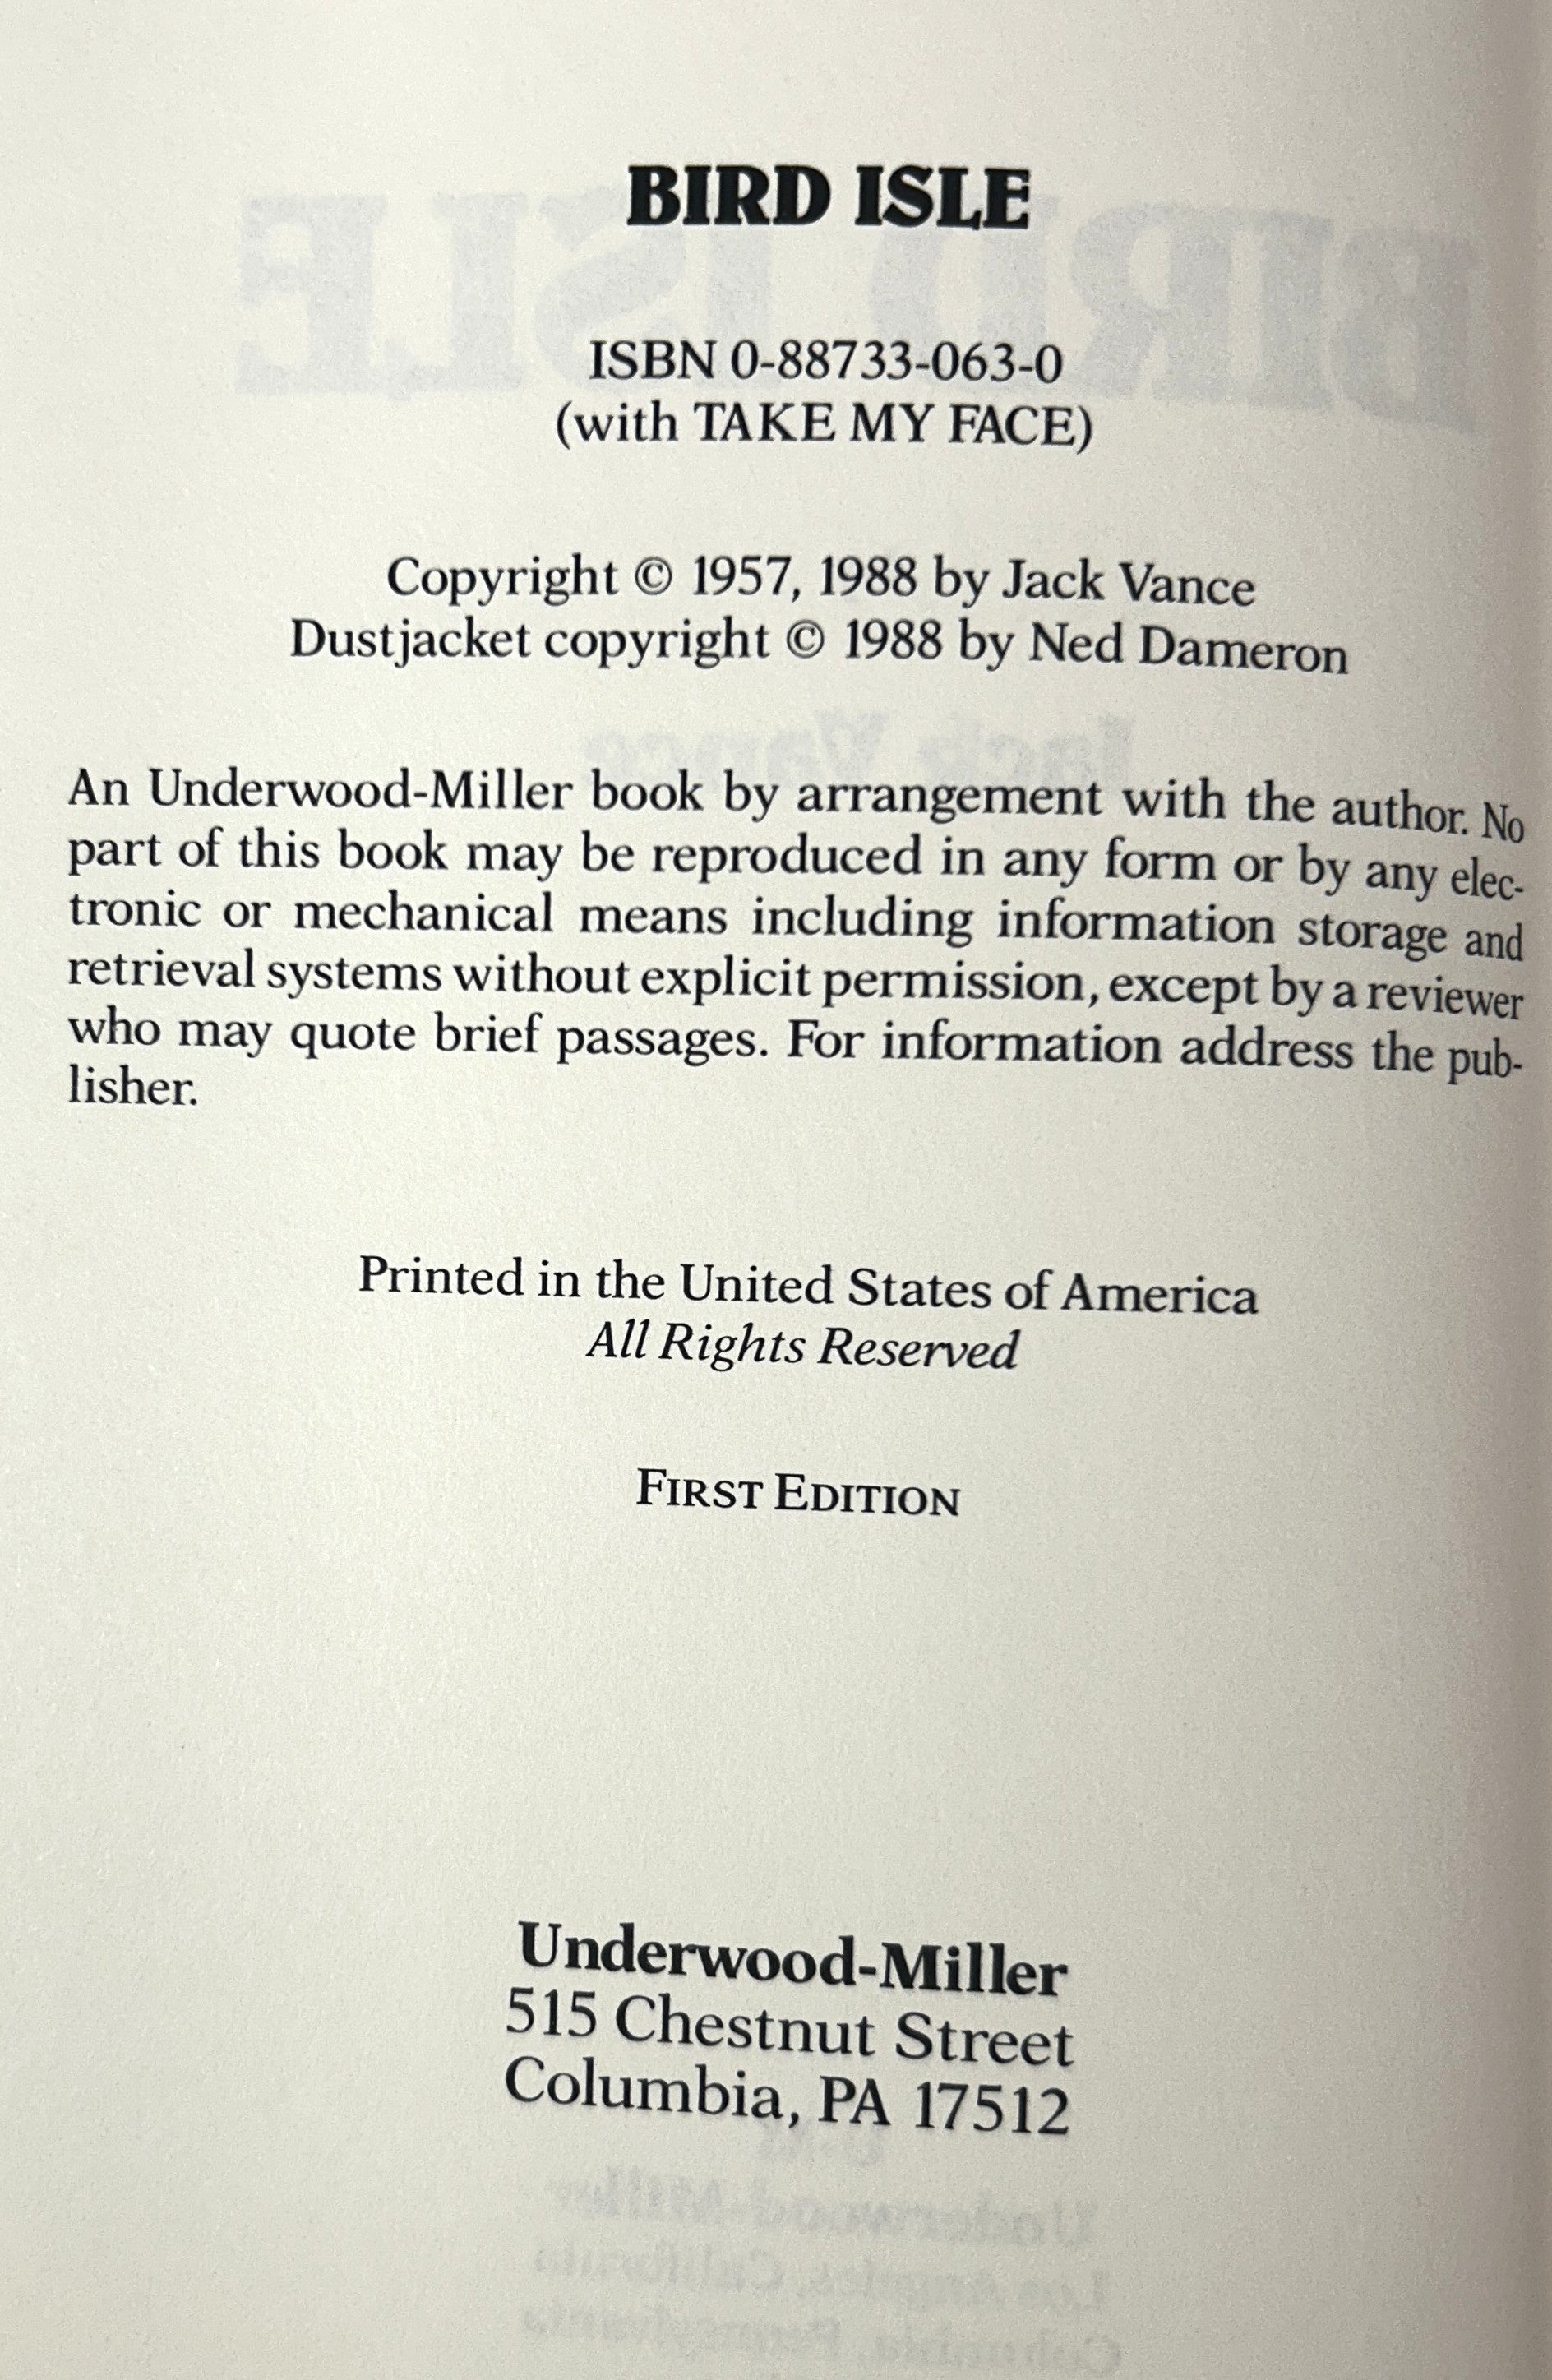 BIRD ISLE
ISBN 0-88733-063-0
(with TAKE MY FACE)
Copyright © 1957, 1988 by Jack Vance
Dustjacket copyright © 1988 by Ned Dameron
An Underwood-Miller book by arrangement with the author. No
part of this book may be reproduced in any form or by any elec-
tronic or mechanical means including information storage and
retrieval systems without explicit permission, except by a reviewer
who may quote brief passages. For information address the pub-
lisher.
Printed in the United States of America
All Rights Reserved
FIRST EDITION
Underwood-Miller
515 Chestnut Street
Columbia, PA 17512